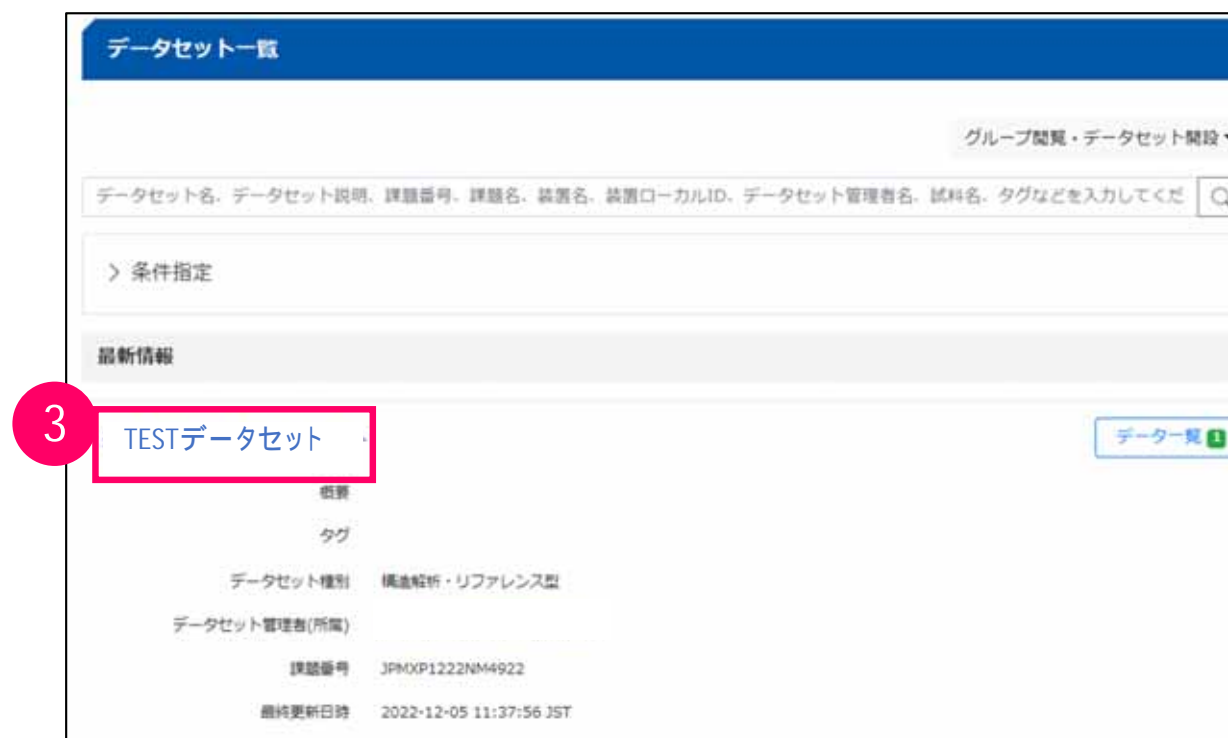 データセット一覧
グループ閲覧・データセット開設
データセット名、データセット説明、課題番号、課題名、装置名、装置ローカルID、データセット管理者名、試料名、タグなどを入力してくだ
> 条件指定
最新情報
3
TESTデータセット
データ一覧 1
概要
タグ
データセット種別 構造解析・リファレンス型
データセット管理者(所属)
課題番号 JPMXP1222NM4922
最終更新日時 2022-12-05 11:37:56 JST